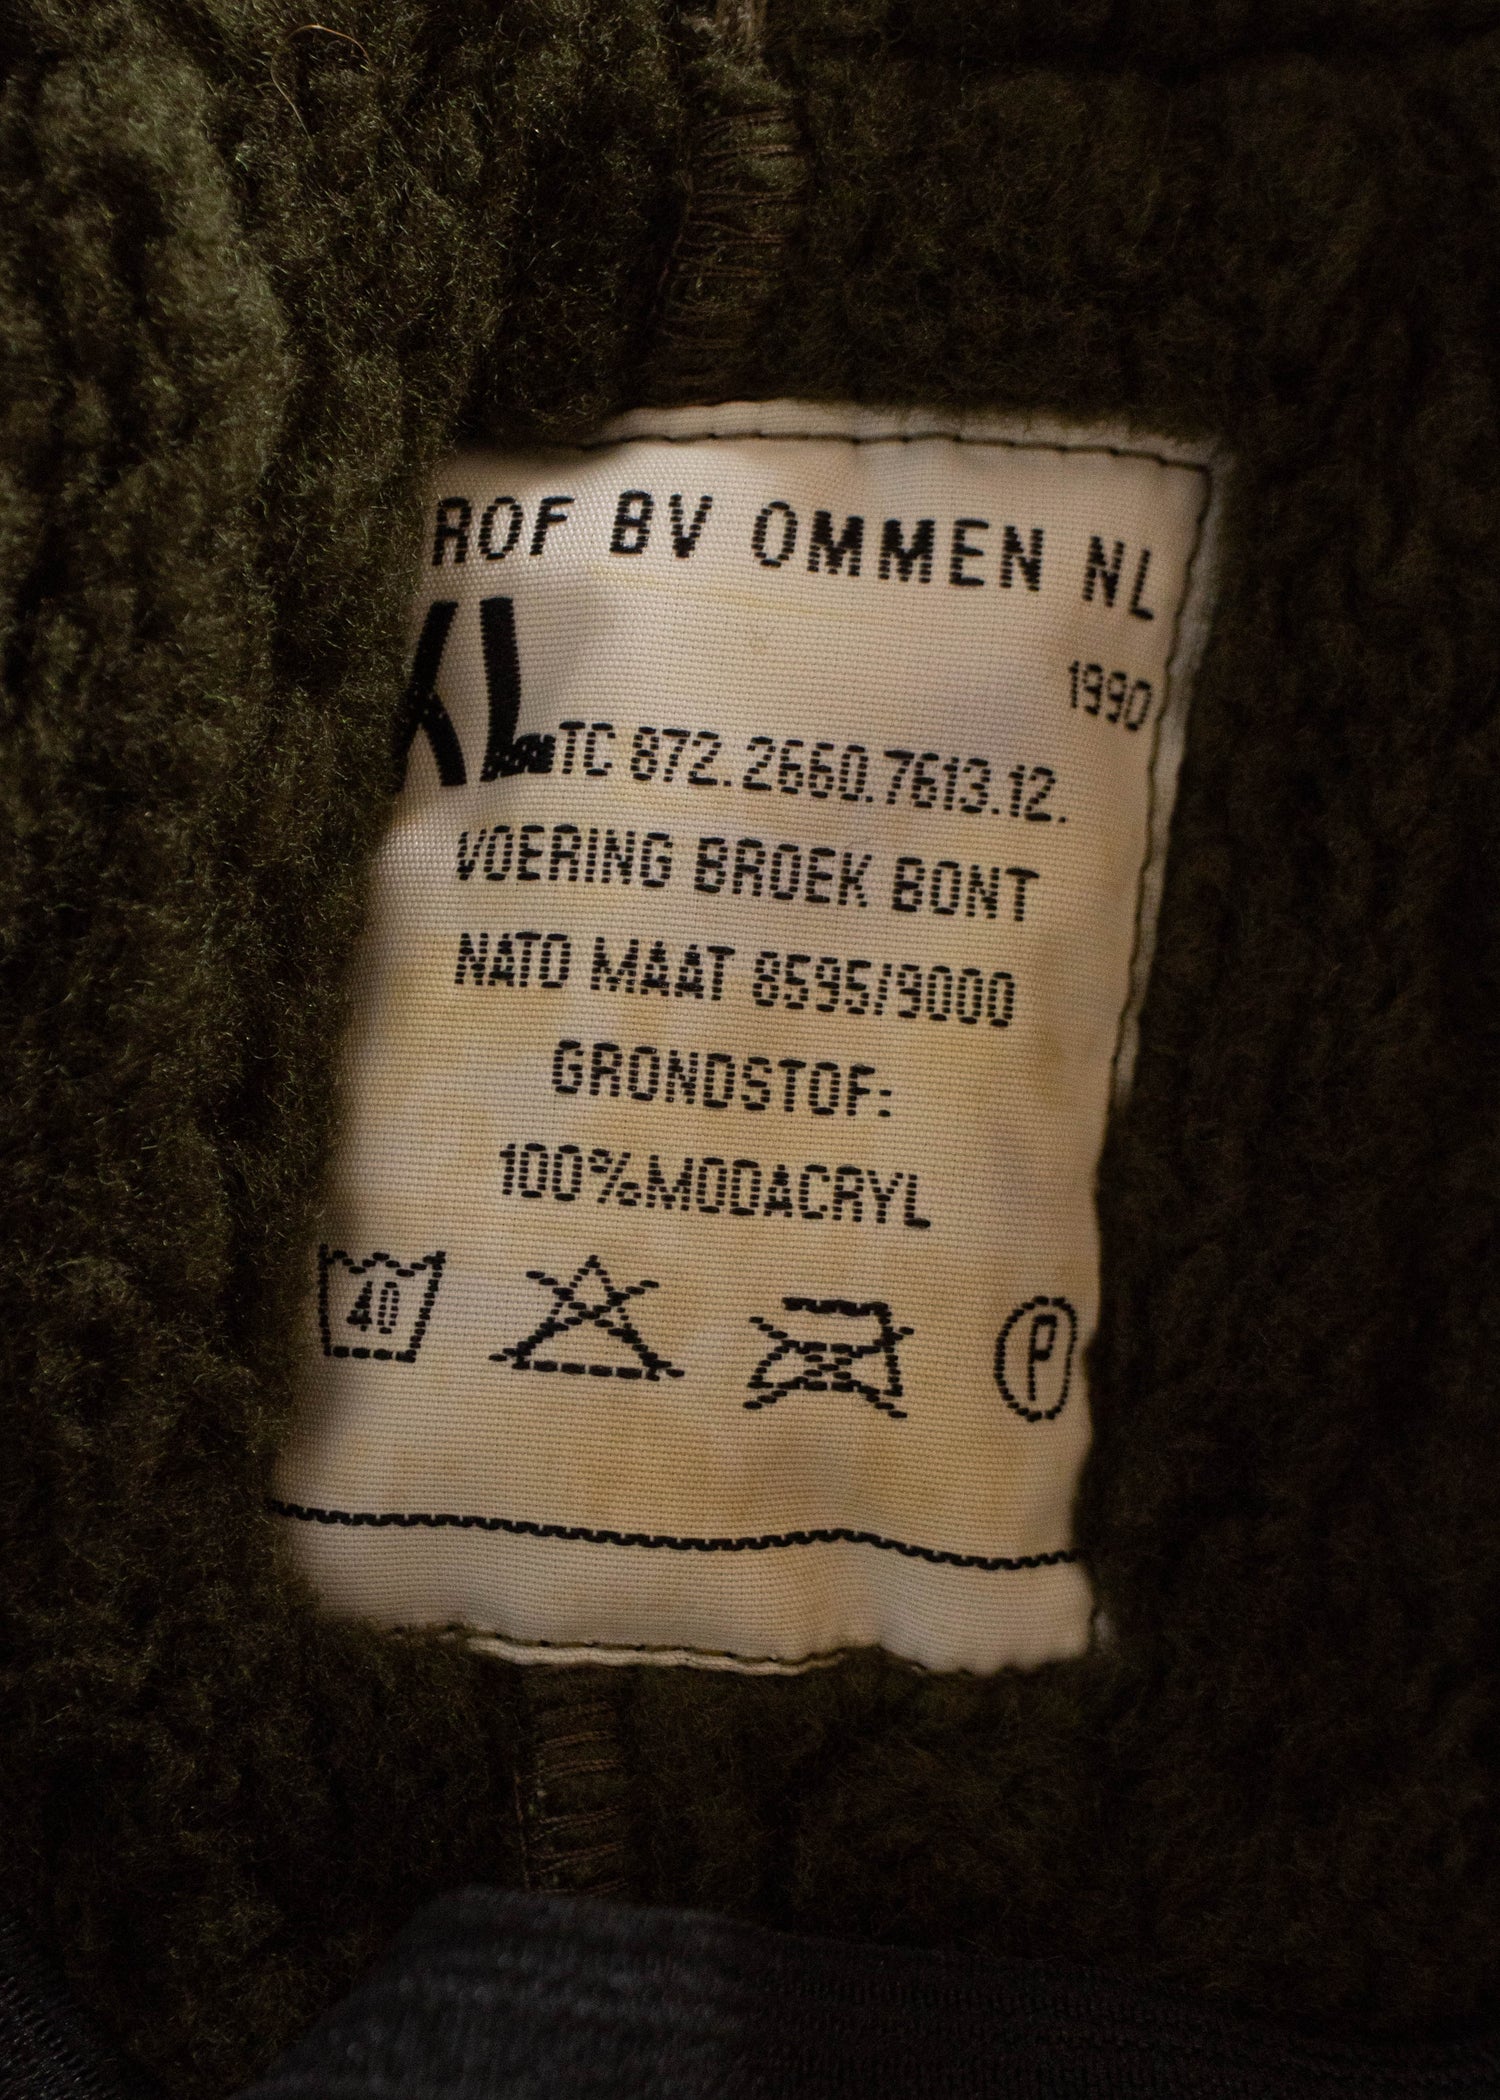 ROF BV OMMEN NL
1990
XL TC 872.2660.7613.12.
VOERING BROEK BONT
NATO MAAT 8595/9000
GRONDSTOF:
100%MODACRYL
40 P